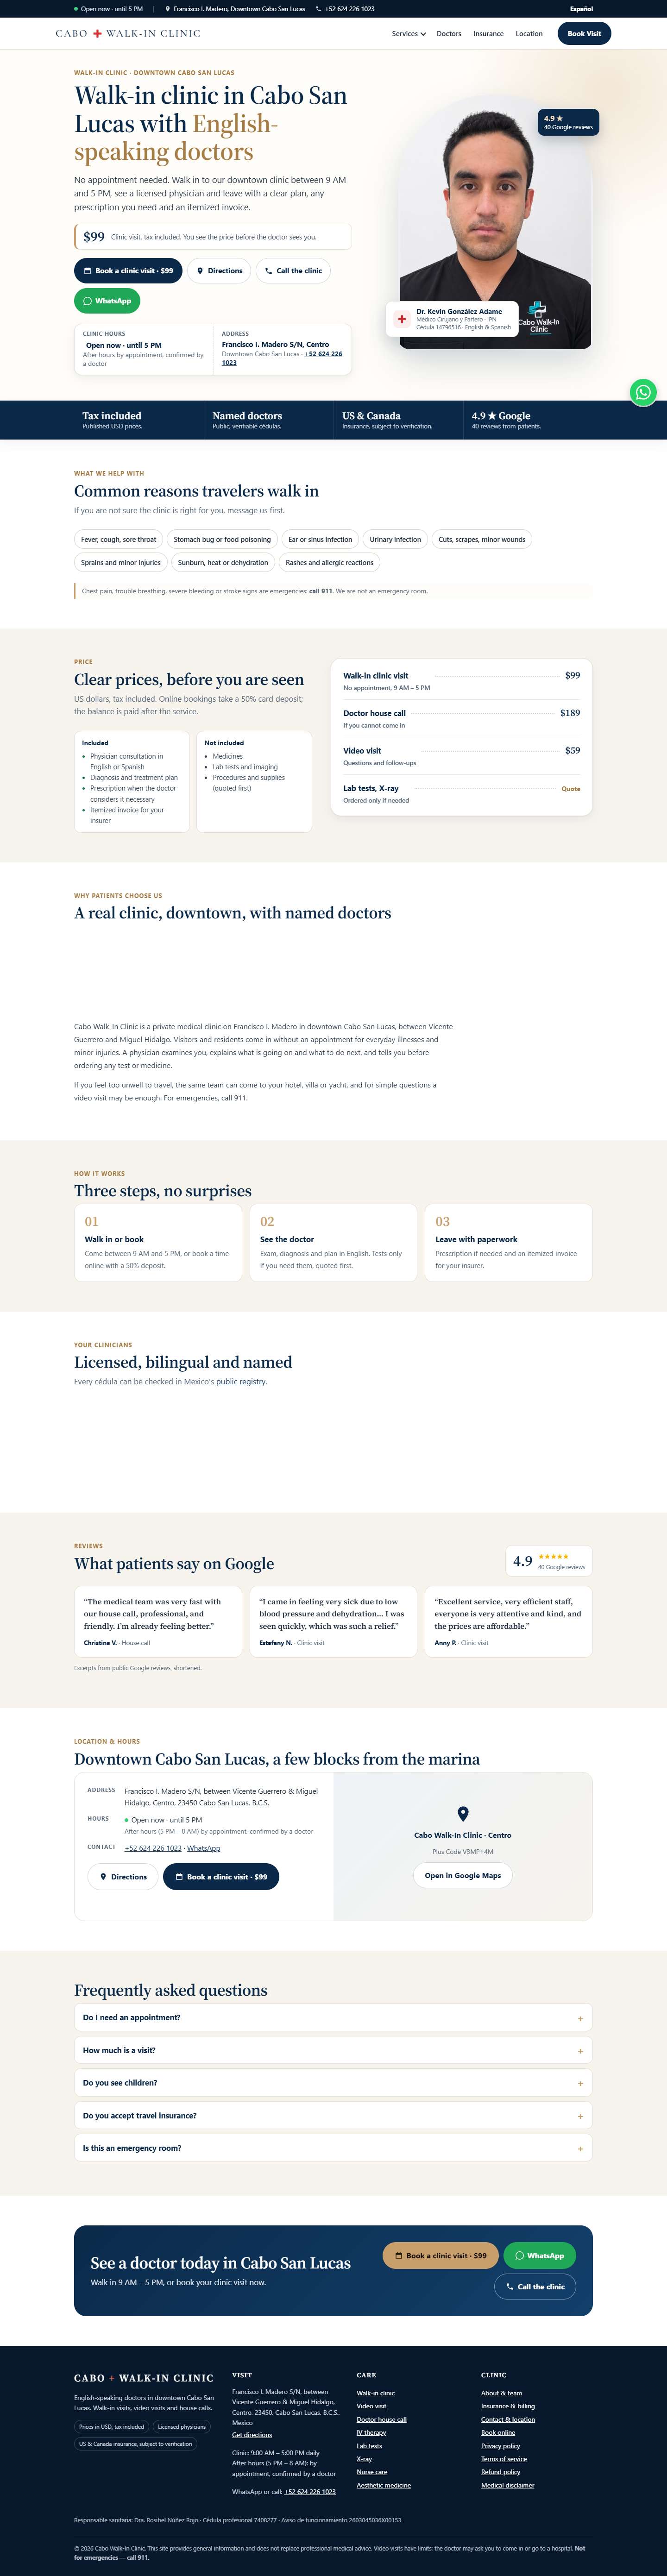 Open now · until 5 PM
Francisco I. Madero, Downtown Cabo San Lucas
+52 624 226 1023
Español
CABO WALK-IN CLINIC
Services
Doctors
Insurance
Location
Book Visit
WALK-IN CLINIC · DOWNTOWN CABO SAN LUCAS
Walk-in clinic in Cabo San
Lucas with English-
speaking doctors
No appointment needed. Walk in to our downtown clinic between 9 AM
and 5 PM, see a licensed physician and leave with a clear plan, any
prescription you need and an itemized invoice.
$99 Clinic visit, tax included. You see the price before the doctor sees you.
Book a clinic visit · $99
Directions
Call the clinic
WhatsApp
CLINIC HOURS
Open now · until 5 PM
After hours by appointment, confirmed by
a doctor
ADDRESS
Francisco I. Madero S/N, Centro
Downtown Cabo San Lucas · +52 624 226
1023
4.9 ★
40 Google reviews
Dr. Kevin González Adame
Médico Cirujano y Partero · IPN
Cédula 14796516 · English & Spanish
Cabo Walk-In
Clinic
Tax included
Published USD prices.
Named doctors
Public, verifiable cédulas.
US & Canada
Insurance, subject to verification.
4.9 ★ Google
40 reviews from patients.
WHAT WE HELP WITH
Common reasons travelers walk in
If you are not sure the clinic is right for you, message us first.
Fever, cough, sore throat
Stomach bug or food poisoning
Ear or sinus infection
Urinary infection
Cuts, scrapes, minor wounds
Sprains and minor injuries
Sunburn, heat or dehydration
Rashes and allergic reactions
Chest pain, trouble breathing, severe bleeding or stroke signs are emergencies: call 911. We are not an emergency room.
PRICE
Clear prices, before you are seen
US dollars, tax included. Online bookings take a 50% card deposit;
the balance is paid after the service.
Included
Physician consultation in
English or Spanish
Diagnosis and treatment plan
Prescription when the doctor
considers it necessary
Itemized invoice for your
insurer
Not included
Medicines
Lab tests and imaging
Procedures and supplies
(quoted first)
Walk-in clinic visit $99
No appointment, 9 AM – 5 PM
Doctor house call $189
If you cannot come in
Video visit $59
Questions and follow-ups
Lab tests, X-ray Quote
Ordered only if needed
WHY PATIENTS CHOOSE US
A real clinic, downtown, with named doctors
Cabo Walk-In Clinic is a private medical clinic on Francisco I. Madero in downtown Cabo San Lucas, between Vicente
Guerrero and Miguel Hidalgo. Visitors and residents come in without an appointment for everyday illnesses and
minor injuries. A physician examines you, explains what is going on and what to do next, and tells you before
ordering any test or medicine.
If you feel too unwell to travel, the same team can come to your hotel, villa or yacht, and for simple questions a
video visit may be enough. For emergencies, call 911.
HOW IT WORKS
Three steps, no surprises
01
Walk in or book
Come between 9 AM and 5 PM, or book a time
online with a 50% deposit.
02
See the doctor
Exam, diagnosis and plan in English. Tests only
if you need them, quoted first.
03
Leave with paperwork
Prescription if needed and an itemized invoice
for your insurer.
YOUR CLINICIANS
Licensed, bilingual and named
Every cédula can be checked in Mexico's public registry.
REVIEWS
What patients say on Google
4.9 ★★★★★
40 Google reviews
“The medical team was very fast with
our house call, professional, and
friendly. I'm already feeling better.”
Christina V. · House call
“I came in feeling very sick due to low
blood pressure and dehydration... I was
seen quickly, which was such a relief.”
Estefany N. · Clinic visit
“Excellent service, very efficient staff,
everyone is very attentive and kind, and
the prices are affordable.”
Anny P. · Clinic visit
Excerpts from public Google reviews, shortened.
LOCATION & HOURS
Downtown Cabo San Lucas, a few blocks from the marina
ADDRESS Francisco I. Madero S/N, between Vicente Guerrero & Miguel
Hidalgo, Centro, 23450 Cabo San Lucas, B.C.S.
HOURS Open now · until 5 PM
After hours (5 PM – 8 AM) by appointment, confirmed by a doctor
CONTACT +52 624 226 1023 · WhatsApp
Directions
Book a clinic visit · $99
Cabo Walk-In Clinic · Centro
Plus Code V3MP+4M
Open in Google Maps
Frequently asked questions
Do I need an appointment? +
How much is a visit? +
Do you see children? +
Do you accept travel insurance? +
Is this an emergency room? +
See a doctor today in Cabo San Lucas
Walk in 9 AM – 5 PM, or book your clinic visit now.
Book a clinic visit · $99
WhatsApp
Call the clinic
CABO + WALK-IN CLINIC
English-speaking doctors in downtown Cabo San
Lucas. Walk-in visits, video visits and house calls.
Prices in USD, tax included
Licensed physicians
US & Canada insurance, subject to verification
VISIT
Francisco I. Madero S/N, between
Vicente Guerrero & Miguel Hidalgo,
Centro, 23450, Cabo San Lucas, B.C.S.,
Mexico
Get directions
Clinic: 9:00 AM – 5:00 PM daily
After hours (5 PM – 8 AM): by
appointment, confirmed by a doctor
WhatsApp or call: +52 624 226 1023
CARE
Walk-in clinic
Video visit
Doctor house call
IV therapy
Lab tests
X-ray
Nurse care
Aesthetic medicine
CLINIC
About & team
Insurance & billing
Contact & location
Book online
Privacy policy
Terms of service
Refund policy
Medical disclaimer
Responsable sanitaria: Dra. Rosibel Núñez Rojo · Cédula profesional 7408277 · Aviso de funcionamiento 2603045036X00153
© 2026 Cabo Walk-In Clinic. This site provides general information and does not replace professional medical advice. Video visits have limits: the doctor may ask you to come in or go to a hospital. Not
for emergencies — call 911.